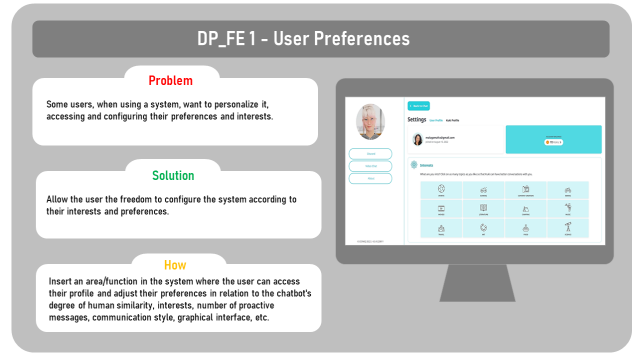 DP_FE 1 - User Preferences
Problem
Some users, when using a system, want to personalize it,
accessing and configuring their preferences and interests.
Solution
Allow the user the freedom to configure the system according to
their interests and preferences.
How
Insert an area/function in the system where the user can access
their profile and adjust their preferences in relation to the chatbot's
degree of human similarity, interests, number of proactive
messages, communication style, graphical interface, etc.
Settings
Interests